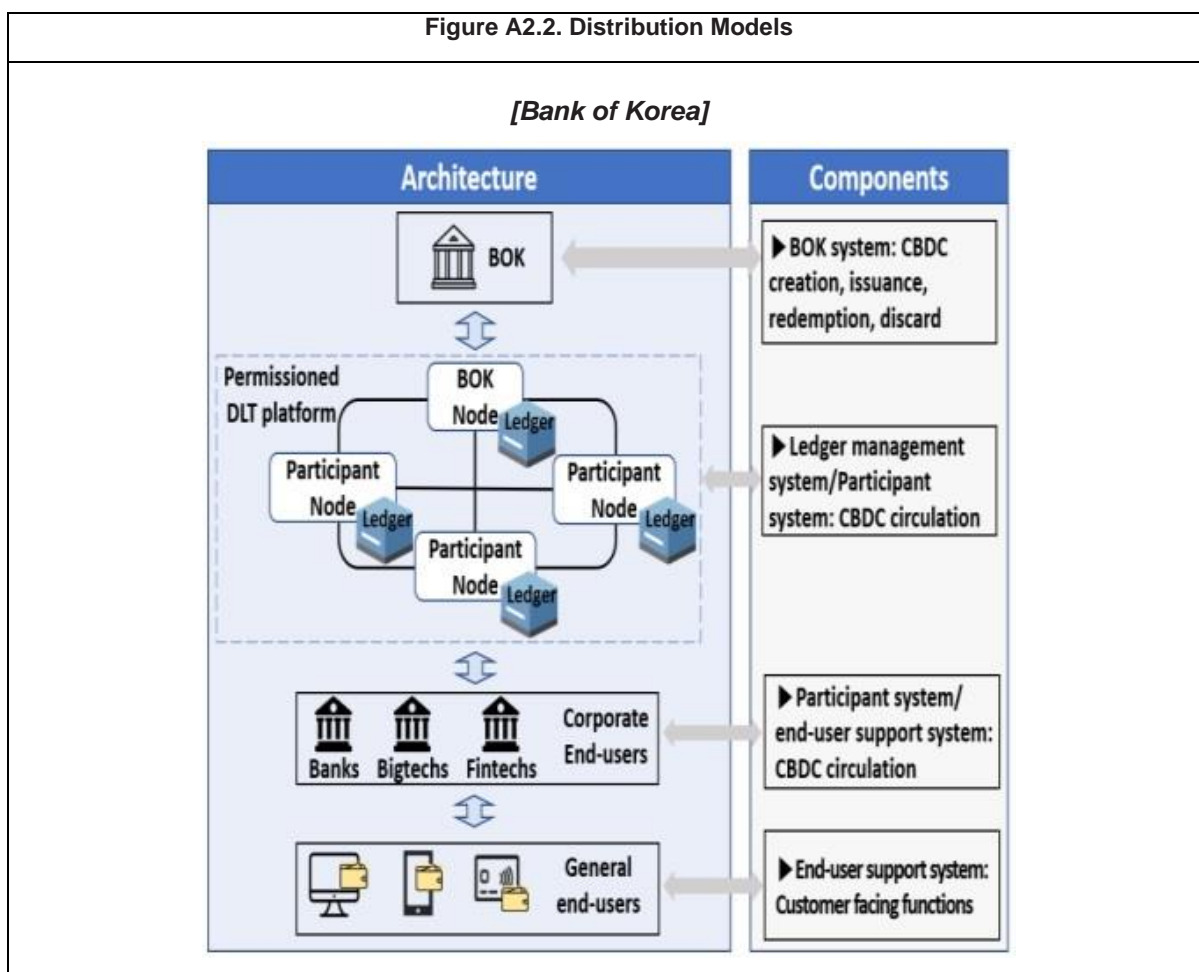 Figure A2.2. Distribution Models
[Bank of Korea]
Architecture
Components
BOK
▶BOK system: CBDC
creation, issuance,
redemption, discard
Permissioned
DLT platform
BOK
Node
Ledger
Participant
Node
Ledger
Participant
Node
Ledger
Participant
Node
Ledger
▶Ledger management
system/Participant
system: CBDC circulation
Banks
Bigtechs
Fintechs
Corporate
End-users
▶Participant system/
end-user support system:
CBDC circulation
General
end-users
▶End-user support system:
Customer facing functions